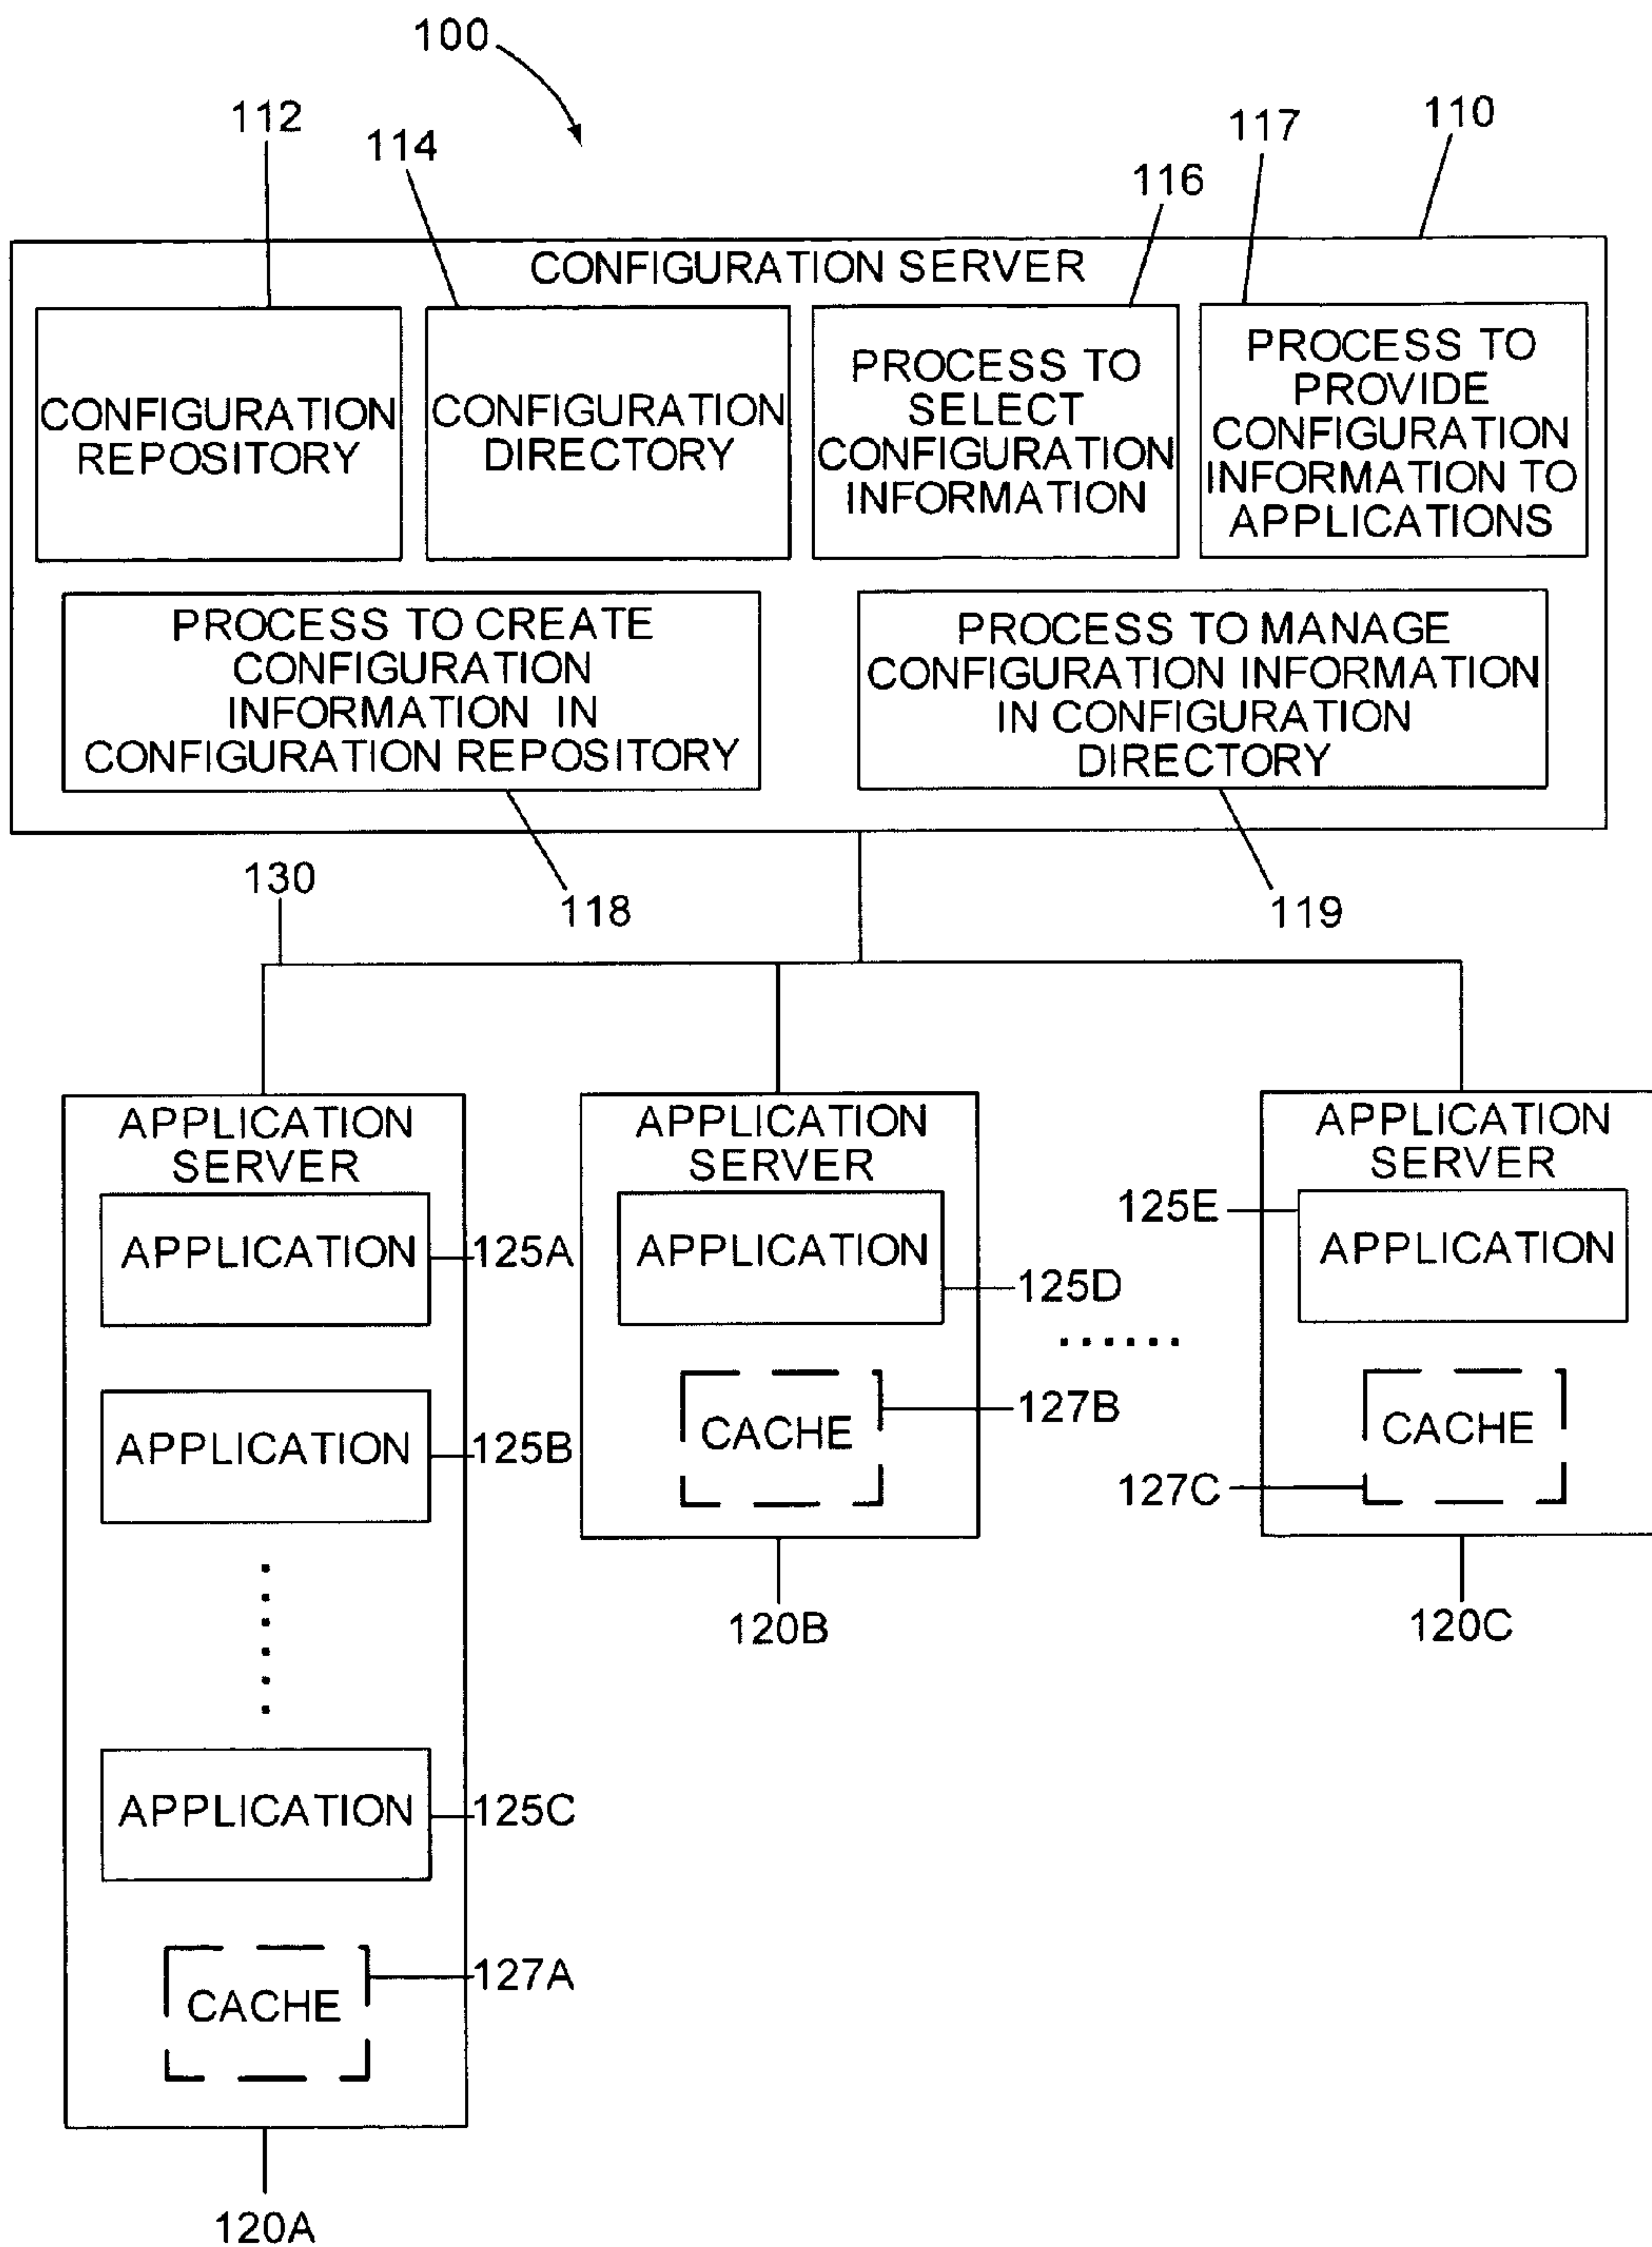 100
112
114
117
110
116
CONFIGURATION SERVER
CONFIGURATION
REPOSITORY
CONFIGURATION
DIRECTORY
PROCESS TO
SELECT
CONFIGURATION
INFORMATION
PROCESS TO
PROVIDE
CONFIGURATION
INFORMATION TO
APPLICATIONS
PROCESS TO CREATE
CONFIGURATION
INFORMATION IN
CONFIGURATION REPOSITORY
PROCESS TO MANAGE
CONFIGURATION INFORMATION
IN CONFIGURATION
DIRECTORY
130
118
119
APPLICATION
SERVER
APPLICATION
125A
APPLICATION
125B
APPLICATION
125C
CACHE
127A
120A
APPLICATION
SERVER
APPLICATION
125D
CACHE
127B
120B
APPLICATION
SERVER
125E
APPLICATION
CACHE
127C
120C